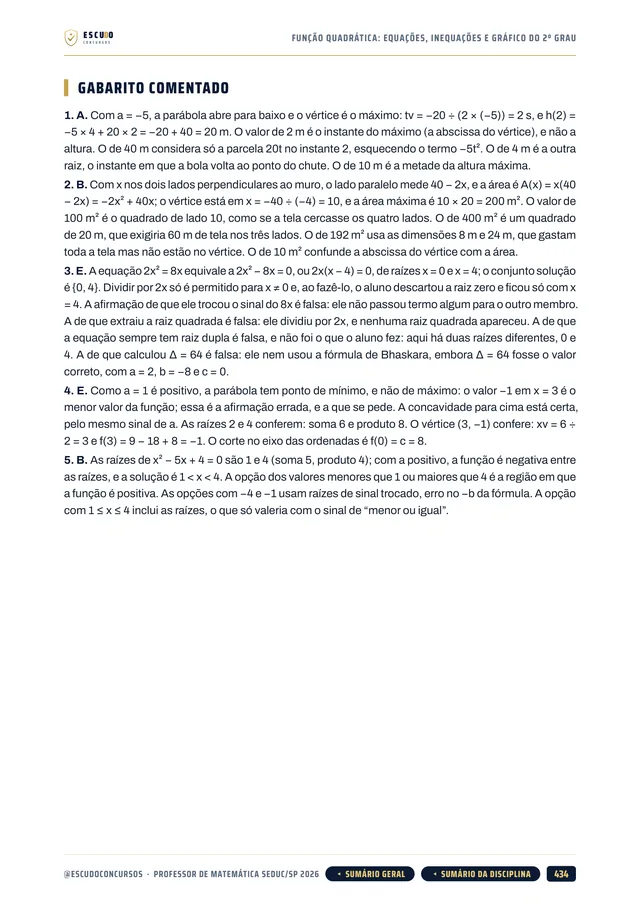 ESCUDO
CONCURSOS
FUNÇÃO QUADRÁTICA: EQUAÇÕES, INEQUAÇÕES E GRÁFICO DO 2º GRAU
GABARITO COMENTADO
1. A. Com a = −5, a parábola abre para baixo e o vértice é o máximo: tv = −20 ÷ (2 × (−5)) = 2 s, e h(2) =
−5 × 4 + 20 × 2 = −20 + 40 = 20 m. O valor de 2 m é o instante do máximo (a abscissa do vértice), e não a
altura. O de 40 m considera só a parcela 20t no instante 2, esquecendo o termo −5t². O de 4 m é a outra
raiz, o instante em que a bola volta ao ponto do chute. O de 10 m é a metade da altura máxima.
2. B. Com x nos dois lados perpendiculares ao muro, o lado paralelo mede 40 − 2x, e a área é A(x) = x(40
− 2x) = −2x² + 40x; o vértice está em x = −40 ÷ (−4) = 10, e a área máxima é 10 × 20 = 200 m². O valor de
100 m² é o quadrado de lado 10, como se a tela cercasse os quatro lados. O de 400 m² é um quadrado
de 20 m, que exigiria 60 m de tela nos três lados. O de 192 m² usa as dimensões 8 m e 24 m, que gastam
toda a tela mas não estão no vértice. O de 10 m² confunde a abscissa do vértice com a área.
3. E. A equação 2x² = 8x equivale a 2x² − 8x = 0, ou 2x(x − 4) = 0, de raízes x = 0 e x = 4; o conjunto solução
é {0, 4}. Dividir por 2x só é permitido para x ≠ 0 e, ao fazê-lo, o aluno descartou a raiz zero e ficou só com x
= 4. A afirmação de que ele trocou o sinal do 8x é falsa: ele não passou termo algum para o outro membro.
A de que extraiu a raiz quadrada é falsa: ele dividiu por 2x, e nenhuma raiz quadrada apareceu. A de que
a equação sempre tem raiz dupla é falsa, e não foi o que o aluno fez: aqui há duas raízes diferentes, 0 e
4. A de que calculou Δ = 64 é falsa: ele nem usou a fórmula de Bhaskara, embora Δ = 64 fosse o valor
correto, com a = 2, b = −8 e c = 0.
4. E. Como a = 1 é positivo, a parábola tem ponto de mínimo, e não de máximo: o valor −1 em x = 3 é o
menor valor da função; essa é a afirmação errada, e a que se pede. A concavidade para cima está certa,
pelo mesmo sinal de a. As raízes 2 e 4 conferem: soma 6 e produto 8. O vértice (3, −1) confere: xv = 6 ÷
2 = 3 e f(3) = 9 − 18 + 8 = −1. O corte no eixo das ordenadas é f(0) = c = 8.
5. B. As raízes de x² − 5x + 4 = 0 são 1 e 4 (soma 5, produto 4); com a positivo, a função é negativa entre
as raízes, e a solução é 1 < x < 4. A opção dos valores menores que 1 ou maiores que 4 é a região em que
a função é positiva. As opções com −4 e −1 usam raízes de sinal trocado, erro no −b da fórmula. A opção
com 1 ≤ x ≤ 4 inclui as raízes, o que só valeria com o sinal de “menor ou igual”.
@ESCUDOCONCURSOS · PROFESSOR DE MATEMÁTICA SEDUC/SP 2026 SUMÁRIO GERAL SUMÁRIO DA DISCIPLINA 434